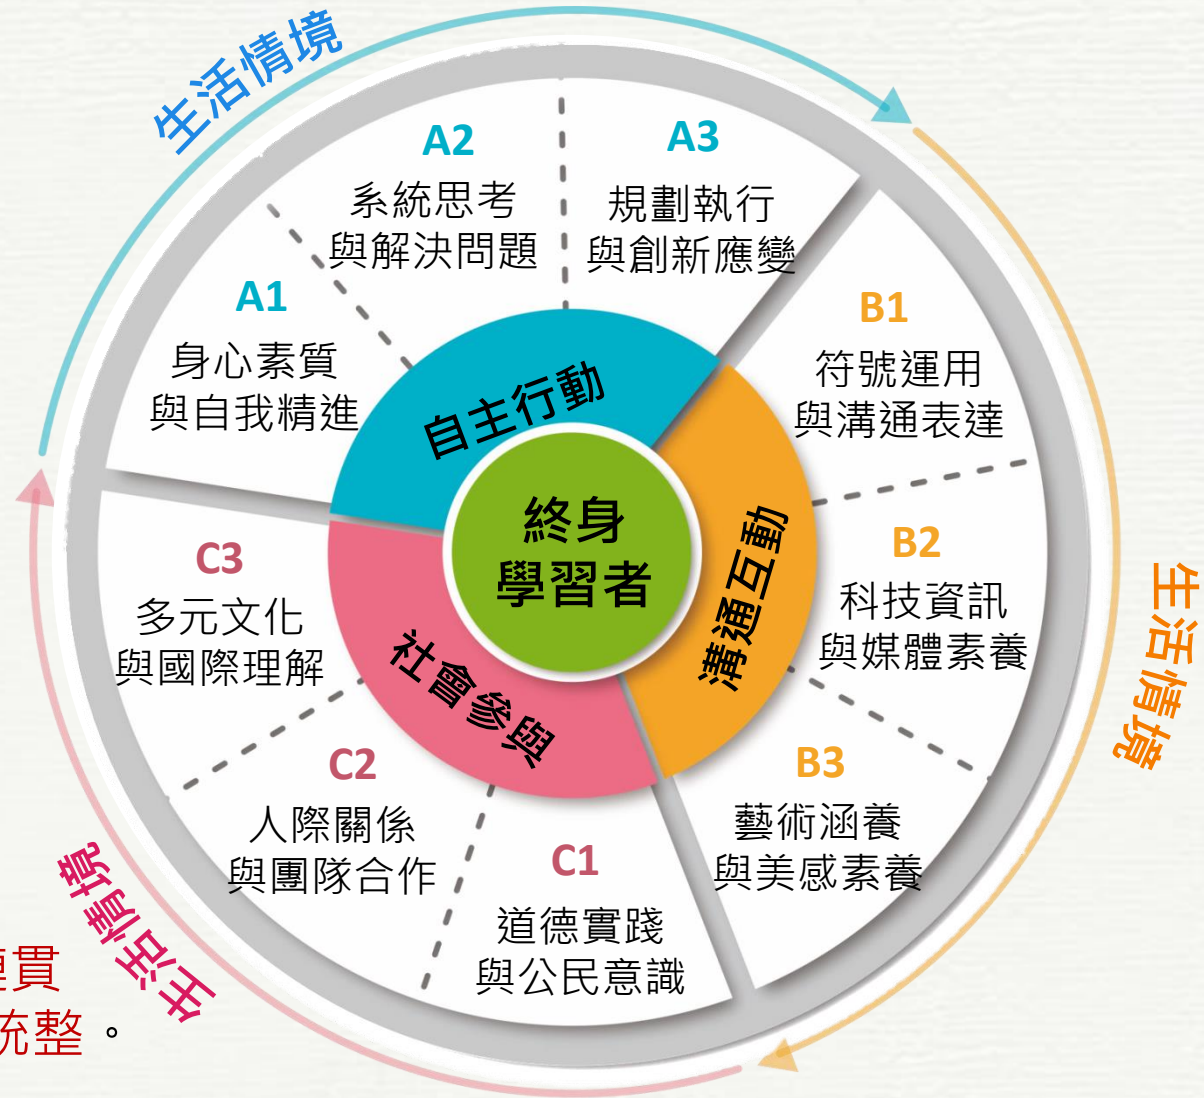 生活情境
A1
身心素質
與自我精進
A2
系統思考
與解決問題
A3
規劃執行
與創新應變
自主行動
生活情境
B1
符號運用
與溝通表達
B2
科技資訊
與媒體素養
B3
藝術涵養
與美感素養
溝通互動
生活情境
C1
道德實踐
與公民意識
C2
人際關係
與團隊合作
C3
多元文化
與國際理解
社會參與
終身
學習者
貫
統整。